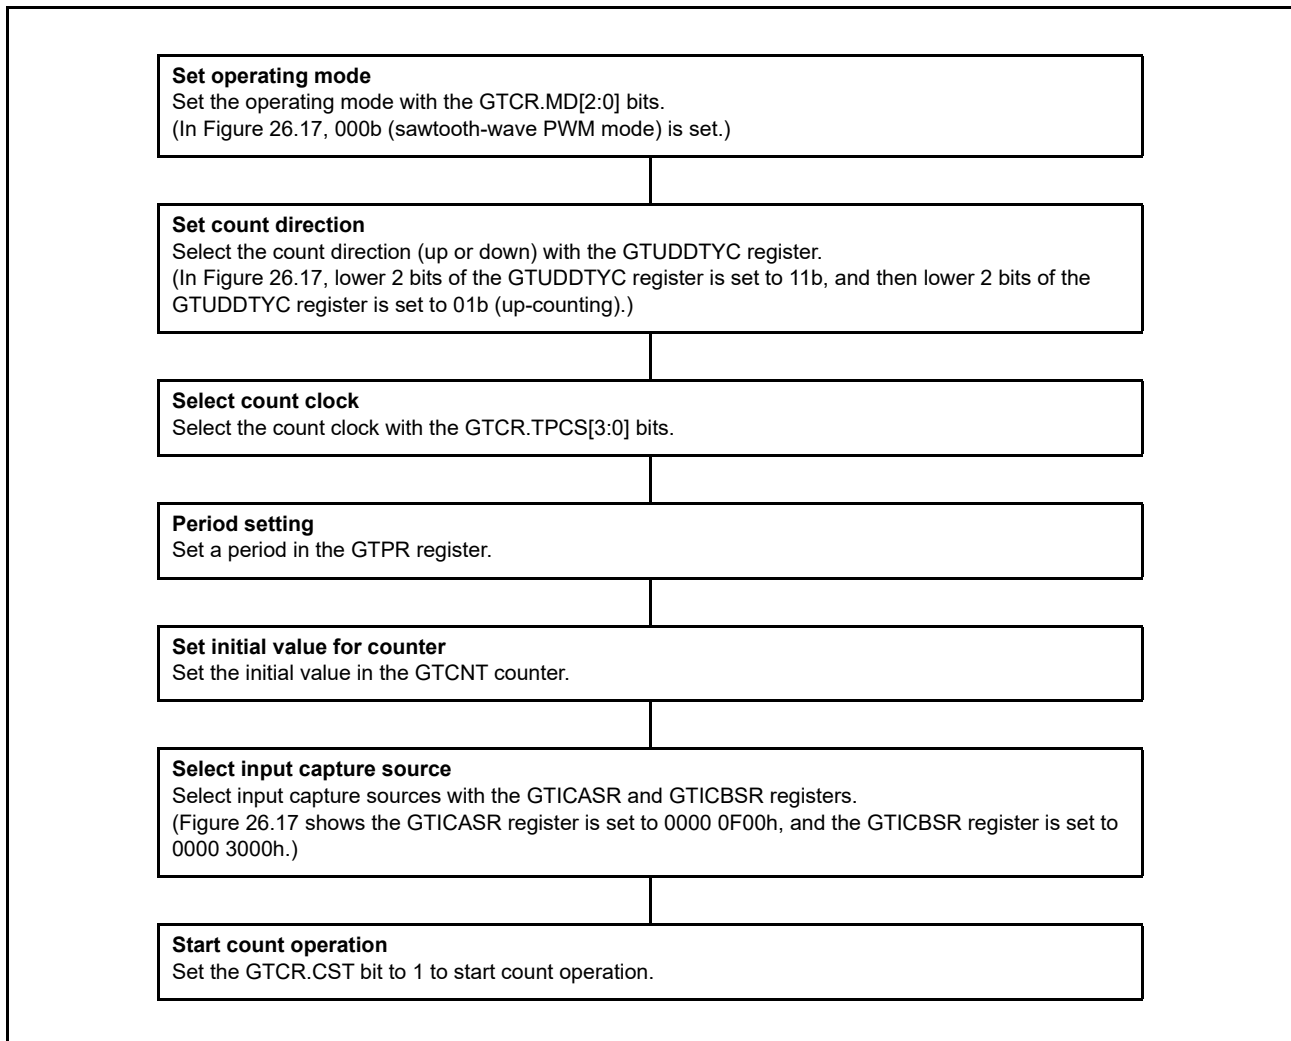 Set operating mode
Set the operating mode with the GTCR.MD[2:0] bits.
(In Figure 26.17, 000b (sawtooth-wave PWM mode) is set.)
Set count direction
Select the count direction (up or down) with the GTUDDTYC register.
(In Figure 26.17, lower 2 bits of the GTUDDTYC register is set to 11b, and then lower 2 bits of the
GTUDDTYC register is set to 01b (up-counting).)
Select count clock
Select the count clock with the GTCR.TPCS[3:0] bits.
Period setting
Set a period in the GTPR register.
Set initial value for counter
Set the initial value in the GTCNT counter.
Select input capture source
Select input capture sources with the GTICASR and GTICBSR registers.
(Figure 26.17 shows the GTICASR register is set to 0000 0F00h, and the GTICBSR register is set to
0000 3000h.)
Start count operation
Set the GTCR.CST bit to 1 to start count operation.